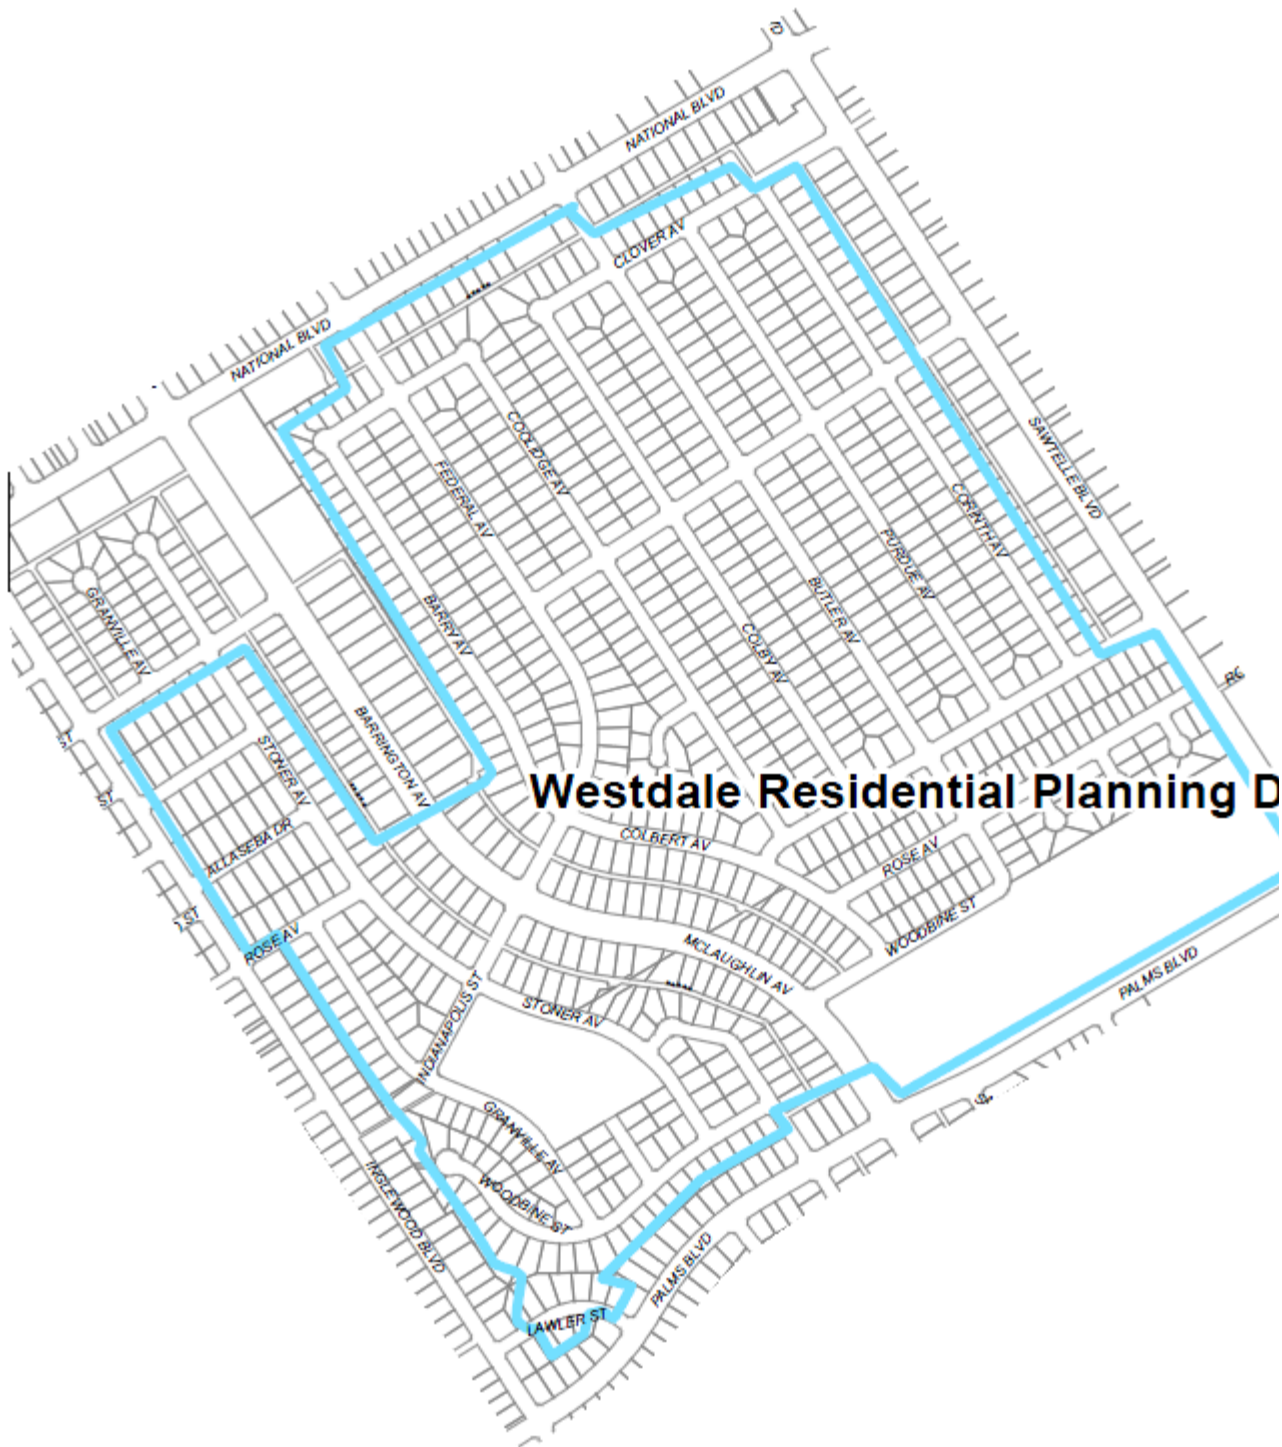 NATIONAL BLVD
NATIONAL BLVD
CLOVER AV
COOLIDGE AV
FEDERAL AV
SAWTELLE BLVD
CORINTH AV
PURDUE AV
BUTLER AV
COLBY AV
BARRY AV
GRANVILLE AV
BARRINGTON AV
STONER AV
ALLASEBA DR
Westdale Residential Planning D
COLBERT AV
ROSE AV
WOODBINE ST
ROSE AV
MCLAUGHLIN AV
PALMS BLVD
STONER AV
INDIANAPOLIS ST
GRANVILLE AV
WOODBINE ST
INGLEWOOD BLVD
PALMS BLVD
LAWLER ST